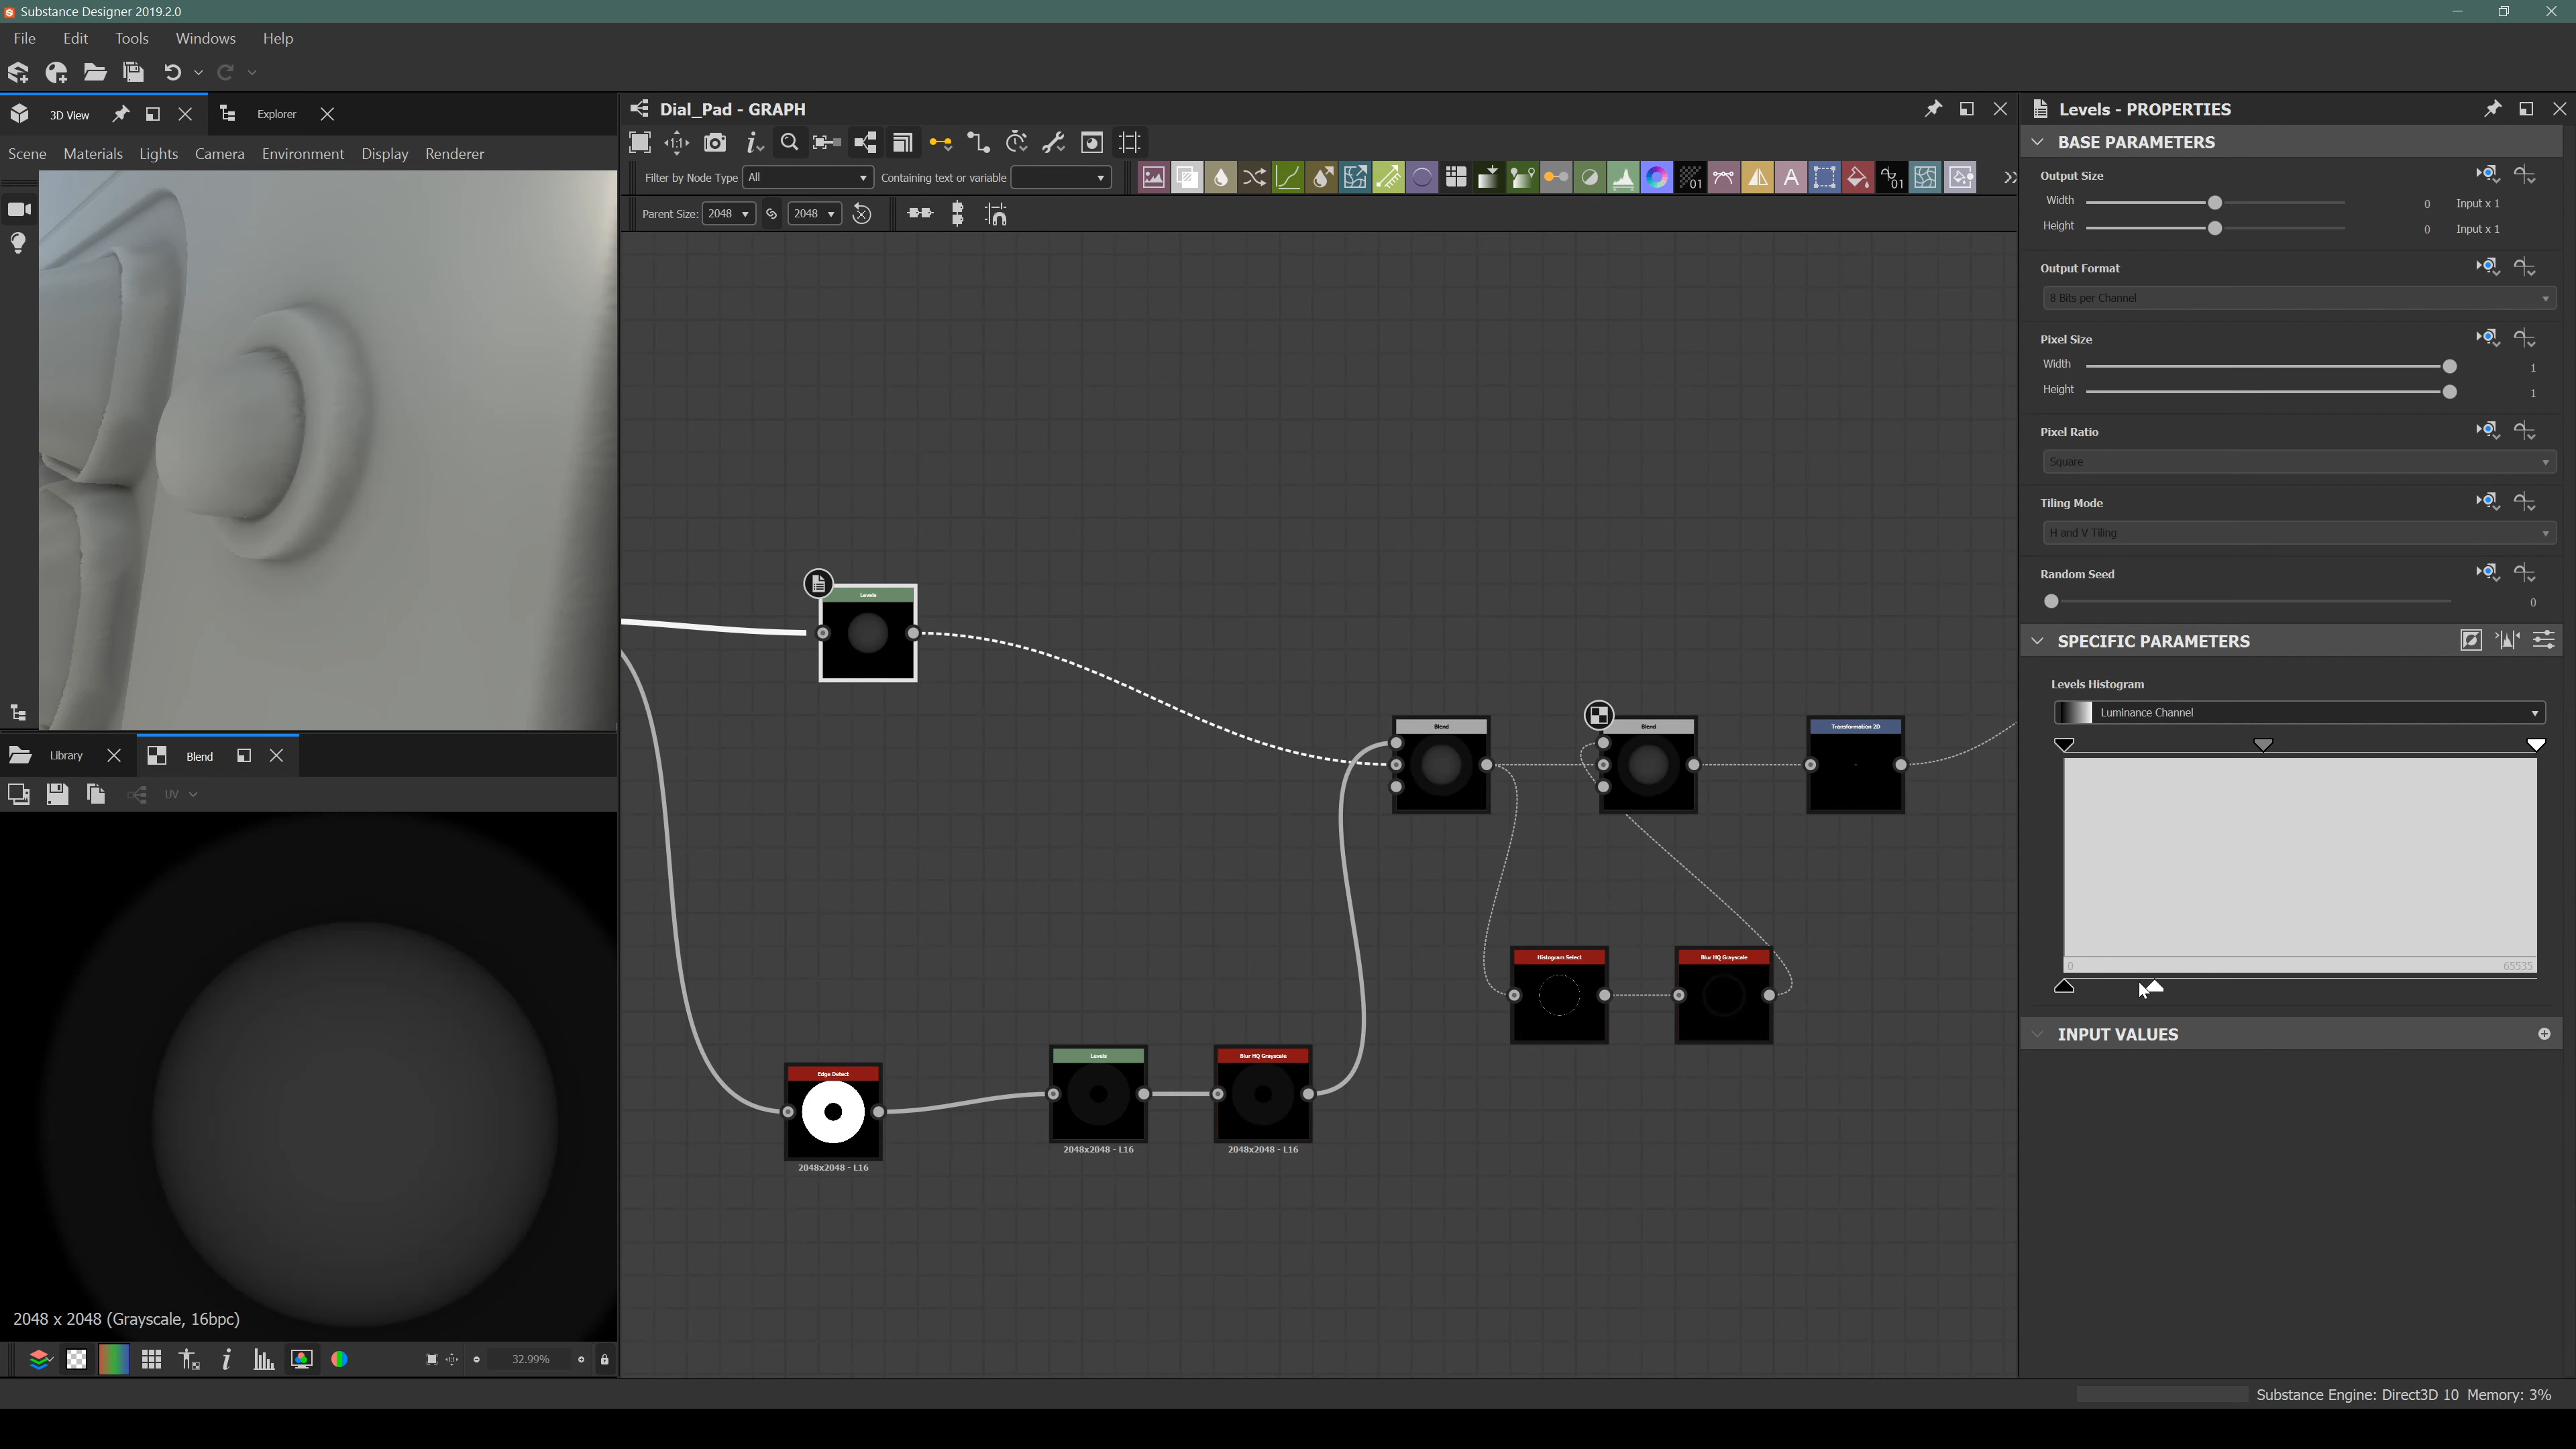 Substance Designer 2019.2.0
File Edit Tools Windows Help
3D View Explorer
Scene Materials Lights Camera Environment Display Renderer
Dial_Pad - GRAPH
Filter by Node Type All Containing text or variable
Parent Size: 2048 2048
Levels
Blend
Blend
Transformation 2D
Histogram Select
Blur HQ Grayscale
Edge Detect
2048x2048 - L16
Levels
2048x2048 - L16
Blur HQ Grayscale
2048x2048 - L16
Library Blend
UV
2048 x 2048 (Grayscale, 16bpc)
32.99%
Levels - PROPERTIES
BASE PARAMETERS
Output Size
Width 0 Input x 1
Height 0 Input x 1
Output Format
8 Bits per Channel
Pixel Size
Width 1
Height 1
Pixel Ratio
Square
Tiling Mode
H and V Tiling
Random Seed
0
SPECIFIC PARAMETERS
Levels Histogram
Luminance Channel
0 65535
INPUT VALUES
Substance Engine: Direct3D 10 Memory: 3%